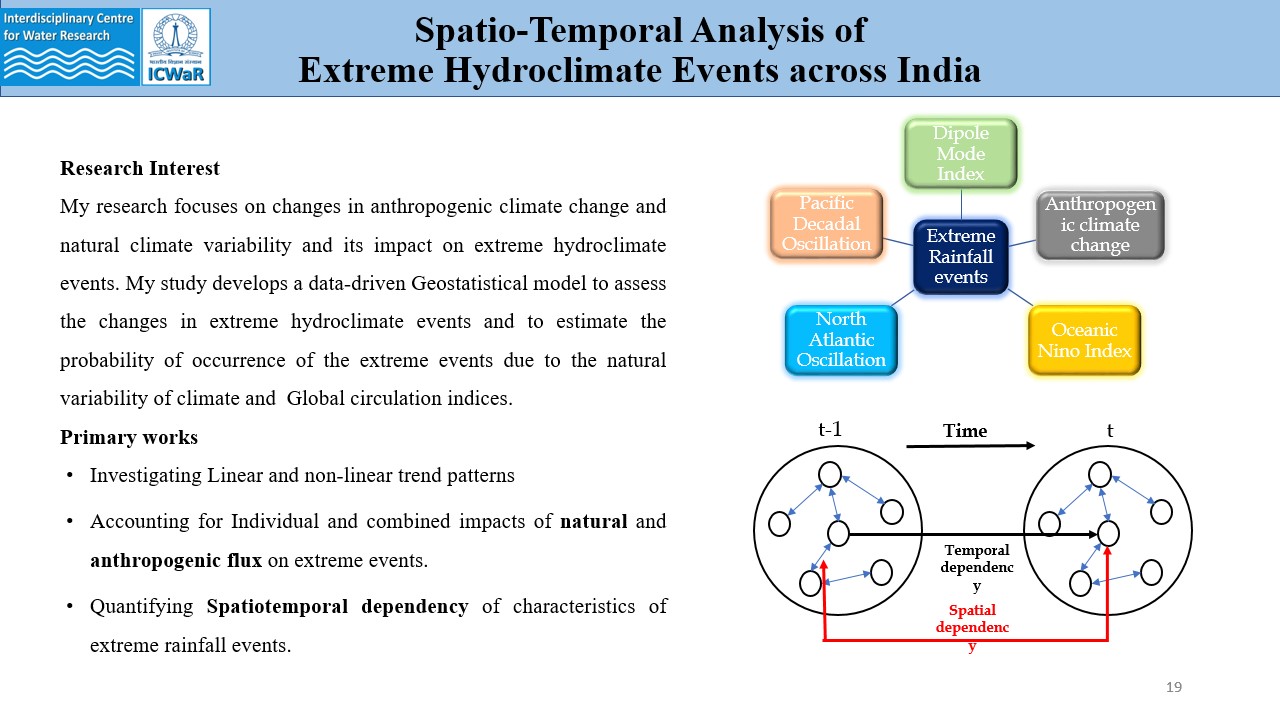 Interdisciplinary Centre
for Water Research
ICWaR
Spatio-Temporal Analysis of
Extreme Hydroclimate Events across India
Research Interest
My research focuses on changes in anthropogenic climate change and
natural climate variability and its impact on extreme hydroclimate
events. My study develops a data-driven Geostatistical model to assess
the changes in extreme hydroclimate events and to estimate the
probability of occurrence of the extreme events due to the natural
variability of climate and  Global circulation indices.
Primary works
• Investigating Linear and non-linear trend patterns
• Accounting for Individual and combined impacts of natural and
anthropogenic flux on extreme events.
• Quantifying Spatiotemporal dependency of characteristics of
extreme rainfall events.
Dipole
Mode
Index
Pacific
Decadal
Oscillation
Anthropogen
ic climate
change
Extreme
Rainfall
events
North
Atlantic
Oscillation
Oceanic
Nino Index
t-1
Time
t
Temporal
dependenc
y
Spatial
dependenc
y
19